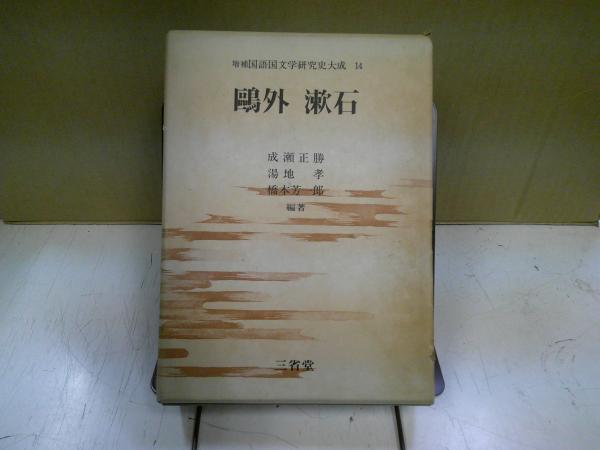 増補国語国文学研究史大成 14
鷗外 漱石
成瀬正勝
湯地 孝
橋本芳一郎
編著
三省堂